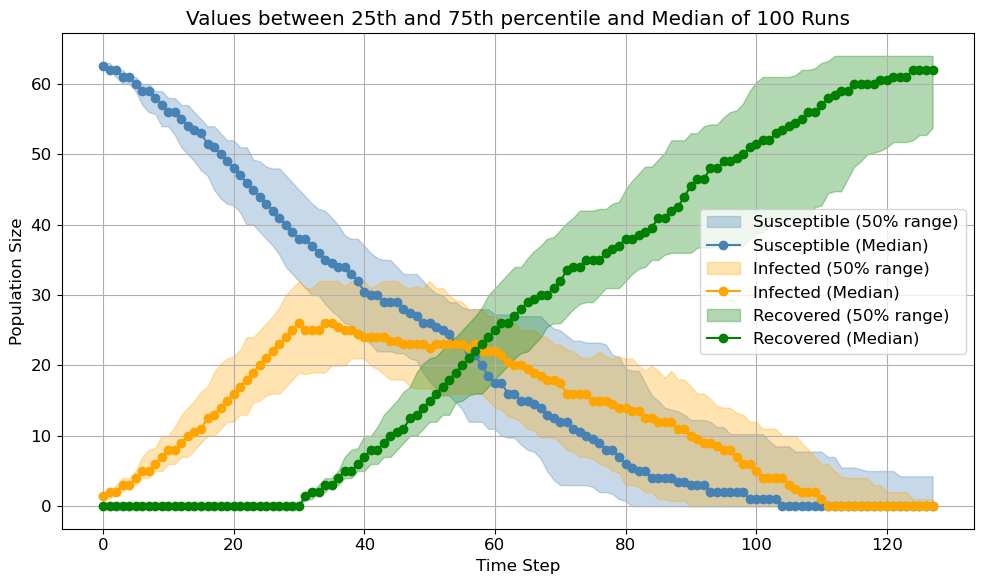 Values between 25th and 75th percentile and Median of 100 Runs
Population Size
60
50
40
30
20
10
0
Susceptible (50% range)
Susceptible (Median)
Infected (50% range)
Infected (Median)
Recovered (50% range)
Recovered (Median)
0 20 40 60 80 100 120
Time Step